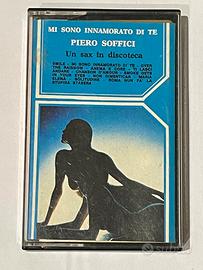 MI SONO INNAMORATO DI TE
PIERO SOFFICI
Un sax in discoteca
SMILE - MI SONO INNAMORATO DI TE - OVER
THE RAINBOW - ANEMA E CORE - TI LASCI
ANDARE - CHANSON D'AMOUR - SMOKE GETS
IN YOUR EYES - NON DIMENTICAR - MARIA
ELENA - SOLITUDINE - ROMA NUN FA' LA
STUPIDA STASERA